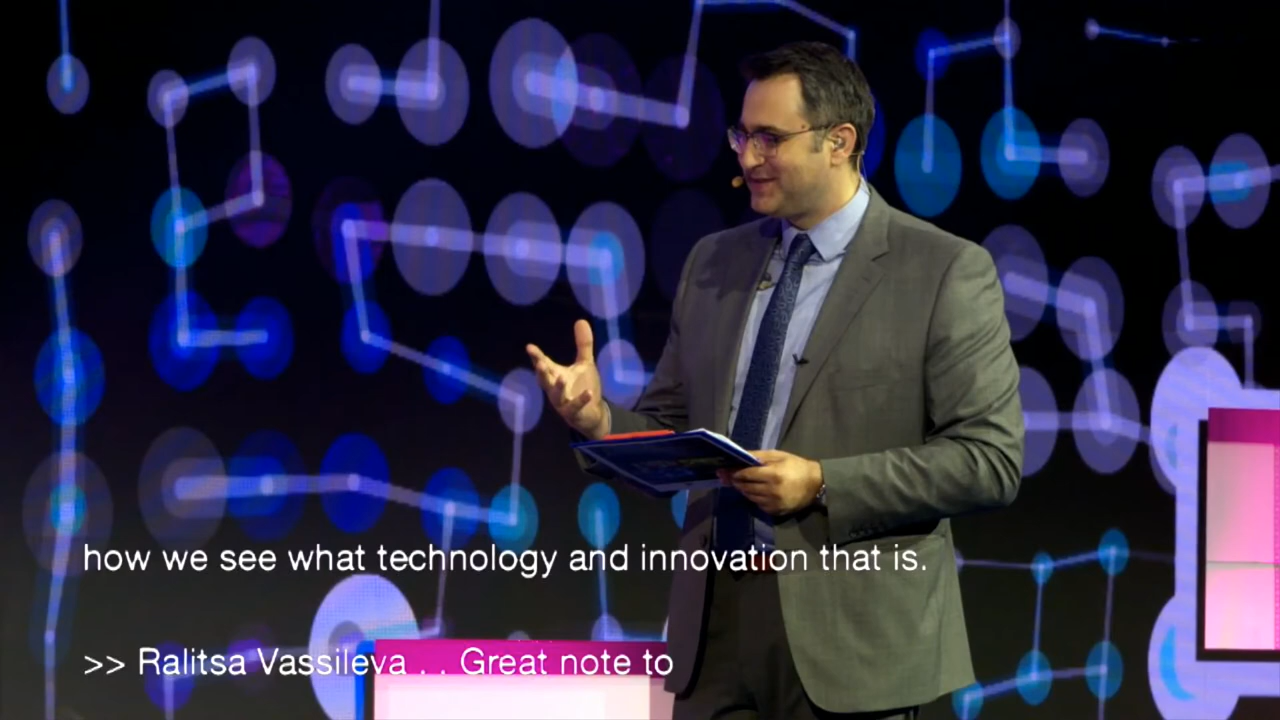 how we see what technology and innovation that is.
>> Ralitsa Vassileva . . Great note to